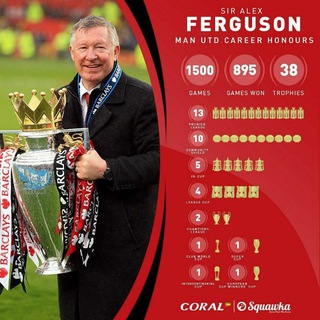 SIR ALEX
FERGUSON
MAN UTD CAREER HONOURS
1500
GAMES
895
GAMES WON
38
TROPHIES
13
PREMIER
LEAGUE
10
COMMUNITY
SHIELD
5
FA CUP
4
LEAGUE CUP
2
CHAMPIONS
LEAGUE
1
CLUB WORLD
CUP
1
SUPER
CUP
1
INTERCONTINENTAL
CUP
1
EUROPEAN
CUP WINNERS' CUP
BARCLAYS
BARCLAYS
BARCLAYS
BARCLAYS
CORAL
Squawka